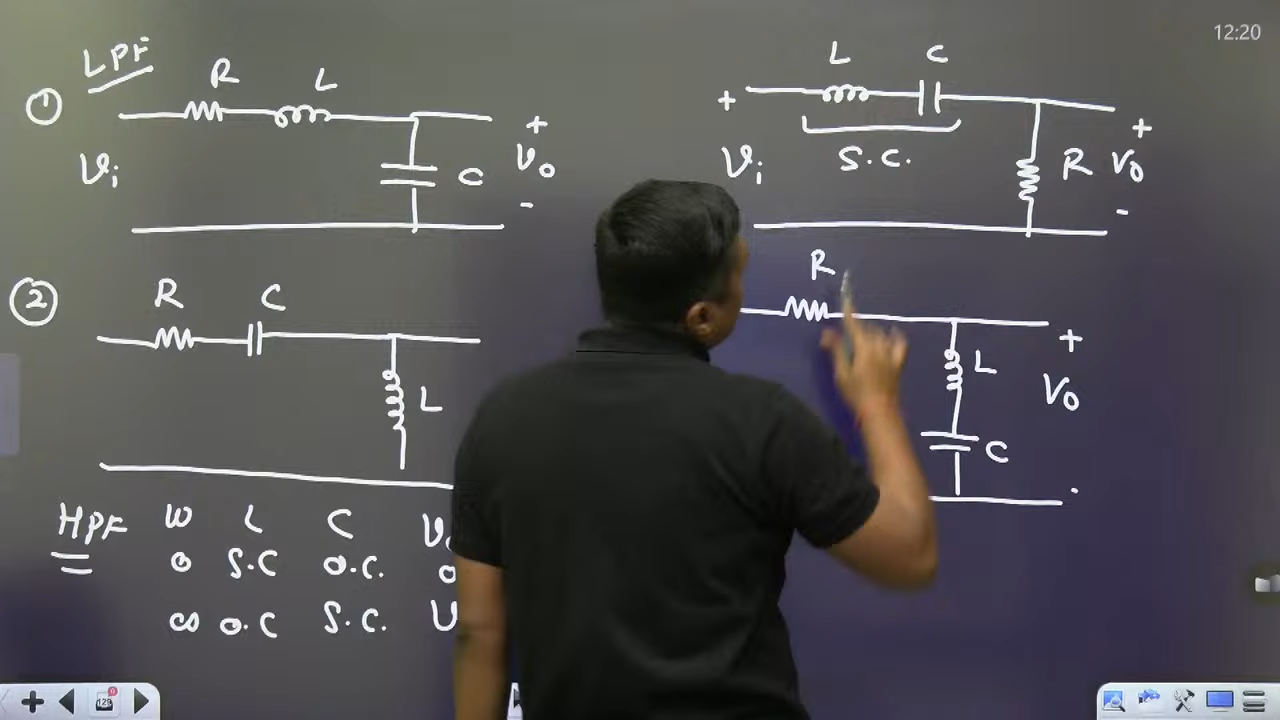 12:20
LPF
① R L
Vi C + Vo -
② R C
L
HPF ω L C V
0 S.C O.C. 0
∞ O.C S.C. V
L C
+ Vi S.C. R + Vo -
R
L + Vo
C